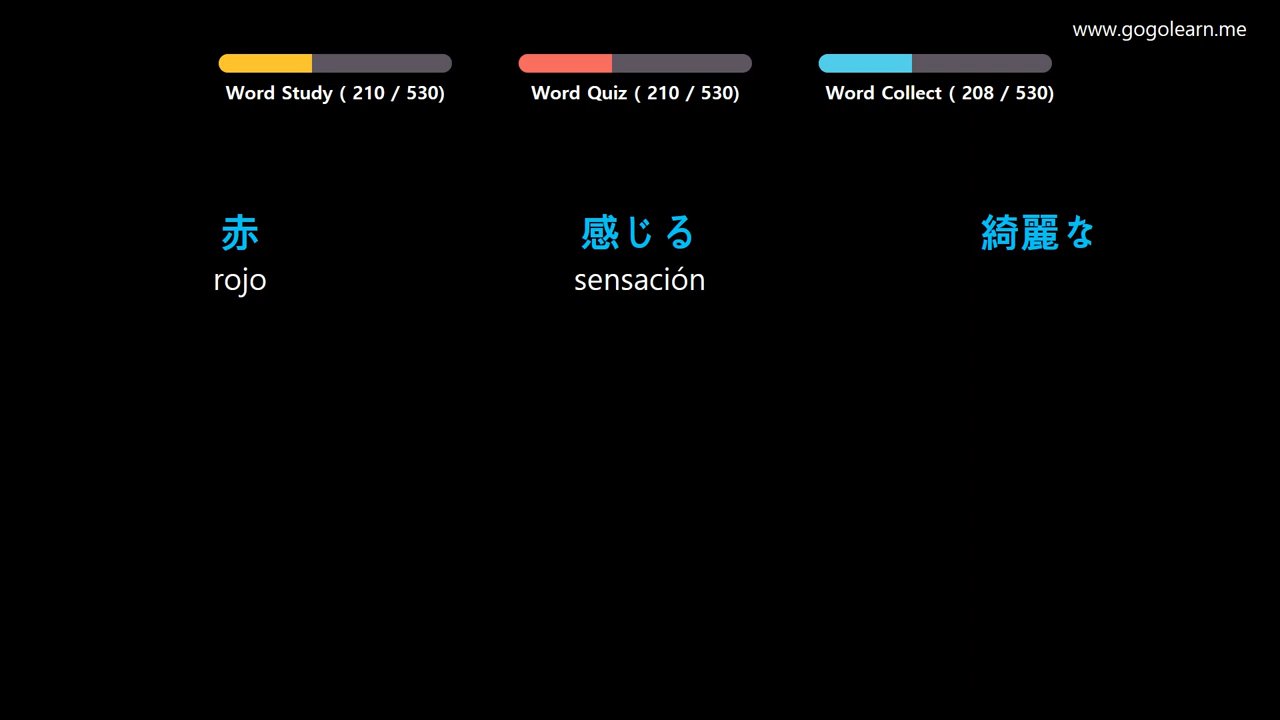 www.gogolearn.me
Word Study ( 210 / 530)
Word Quiz ( 210 / 530)
Word Collect ( 208 / 530)
赤
rojo
感じる
sensación
綺麗な